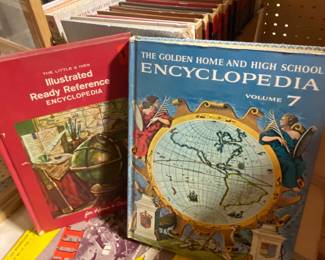 THE LITTLE & IVES
Illustrated
Ready Reference
ENCYCLOPEDIA
THE GOLDEN HOME AND HIGH SCHOOL
ENCYCLOPEDIA
VOLUME 7